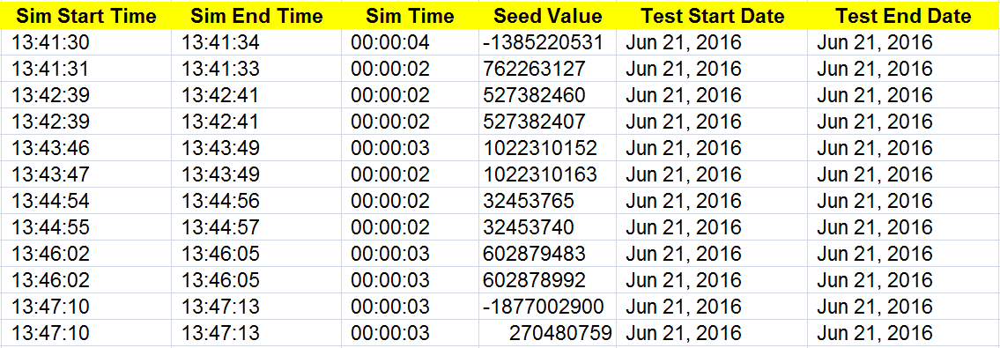 Sim Start Time Sim End Time Sim Time Seed Value Test Start Date Test End Date
13:41:30 13:41:34 00:00:04 -1385220531 Jun 21, 2016 Jun 21, 2016
13:41:31 13:41:33 00:00:02 762263127 Jun 21, 2016 Jun 21, 2016
13:42:39 13:42:41 00:00:02 527382460 Jun 21, 2016 Jun 21, 2016
13:42:39 13:42:41 00:00:02 527382407 Jun 21, 2016 Jun 21, 2016
13:43:46 13:43:49 00:00:03 1022310152 Jun 21, 2016 Jun 21, 2016
13:43:47 13:43:49 00:00:02 1022310163 Jun 21, 2016 Jun 21, 2016
13:44:54 13:44:56 00:00:02 32453765 Jun 21, 2016 Jun 21, 2016
13:44:55 13:44:57 00:00:02 32453740 Jun 21, 2016 Jun 21, 2016
13:46:02 13:46:05 00:00:03 602879483 Jun 21, 2016 Jun 21, 2016
13:46:02 13:46:05 00:00:03 602878992 Jun 21, 2016 Jun 21, 2016
13:47:10 13:47:13 00:00:03 -1877002900 Jun 21, 2016 Jun 21, 2016
13:47:10 13:47:13 00:00:03 270480759 Jun 21, 2016 Jun 21, 2016